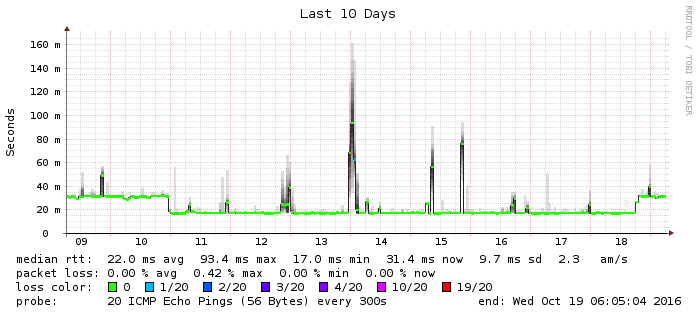 Last 10 Days
RRDTOOL / TOBI OETIKER
Seconds
160 m
140 m
120 m
100 m
80 m
60 m
40 m
20 m
0
09 10 11 12 13 14 15 16 17 18
median rtt: 22.0 ms avg 93.4 ms max 17.0 ms min 31.4 ms now 9.7 ms sd 2.3 am/s
packet loss: 0.00 % avg 0.42 % max 0.00 % min 0.00 % now
loss color: 0 1/20 2/20 3/20 4/20 10/20 19/20
probe: 20 ICMP Echo Pings (56 Bytes) every 300s end: Wed Oct 19 06:05:04 2016